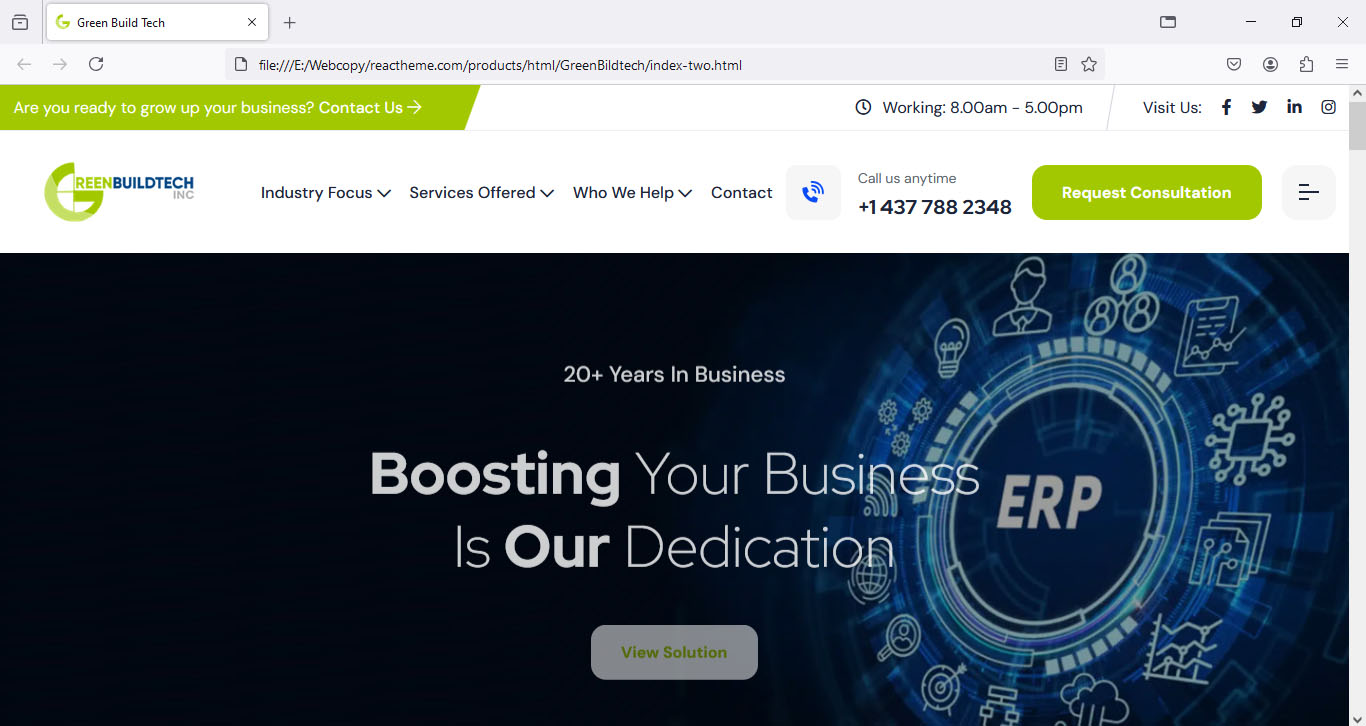 Green Build Tech
file:///E:/Webcopy/reactheme.com/products/html/GreenBildtech/index-two.html
Are you ready to grow up your business? Contact Us
Working: 8.00am - 5.00pm
Visit Us:
GREENBUILDTECH
INC
Industry Focus
Services Offered
Who We Help
Contact
Call us anytime
+1 437 788 2348
Request Consultation
20+ Years In Business
Boosting Your Business
Is Our Dedication
ERP
View Solution